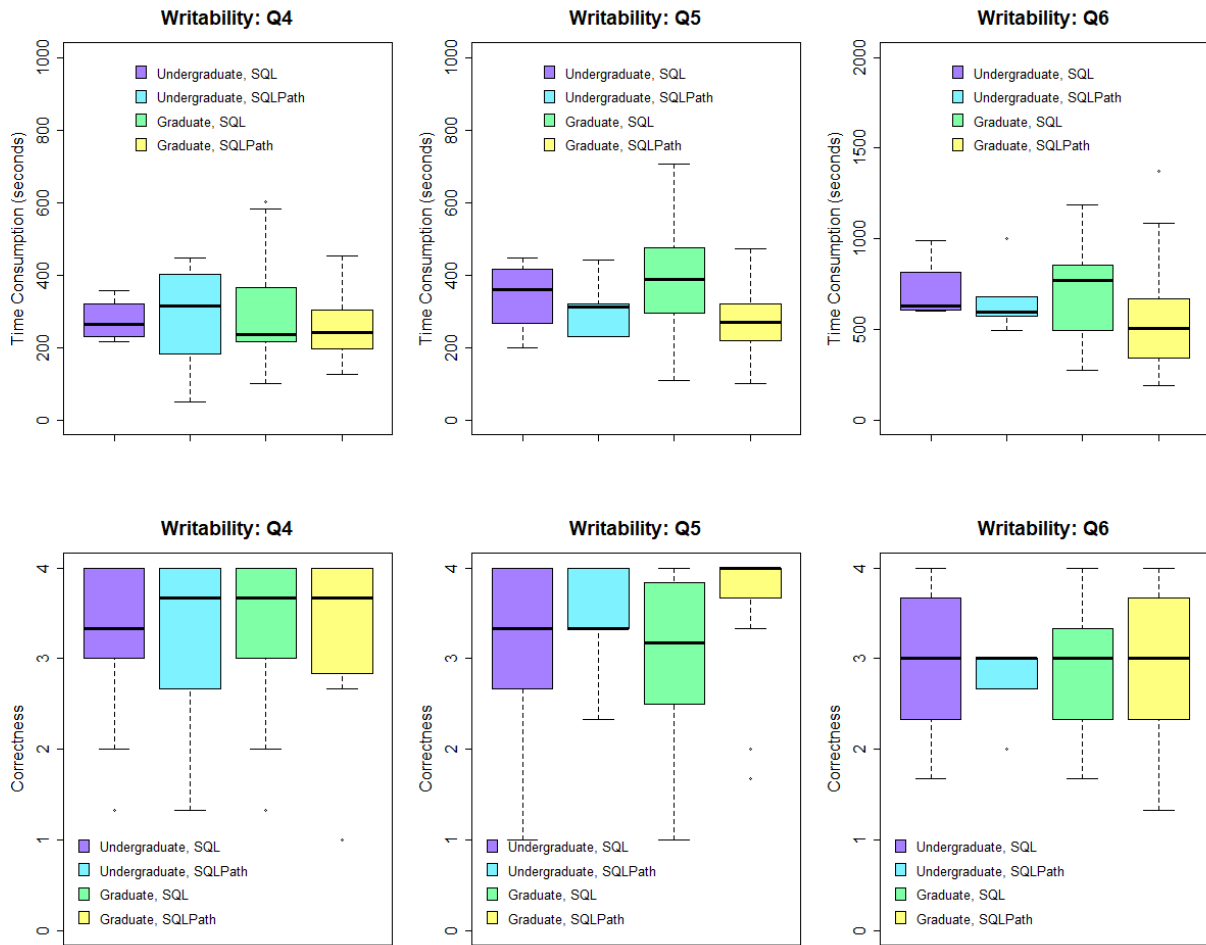 Writability: Q4
Time Consumption (seconds)
1000
800
600
400
200
0
Undergraduate, SQL
Undergraduate, SQLPath
Graduate, SQL
Graduate, SQLPath
Writability: Q5
Time Consumption (seconds)
1000
800
600
400
200
0
Undergraduate, SQL
Undergraduate, SQLPath
Graduate, SQL
Graduate, SQLPath
Writability: Q6
Time Consumption (seconds)
2000
1500
1000
500
0
Undergraduate, SQL
Undergraduate, SQLPath
Graduate, SQL
Graduate, SQLPath
Writability: Q4
Correctness
4
3
2
1
0
Undergraduate, SQL
Undergraduate, SQLPath
Graduate, SQL
Graduate, SQLPath
Writability: Q5
Correctness
4
3
2
1
0
Undergraduate, SQL
Undergraduate, SQLPath
Graduate, SQL
Graduate, SQLPath
Writability: Q6
Correctness
4
3
2
1
0
Undergraduate, SQL
Undergraduate, SQLPath
Graduate, SQL
Graduate, SQLPath